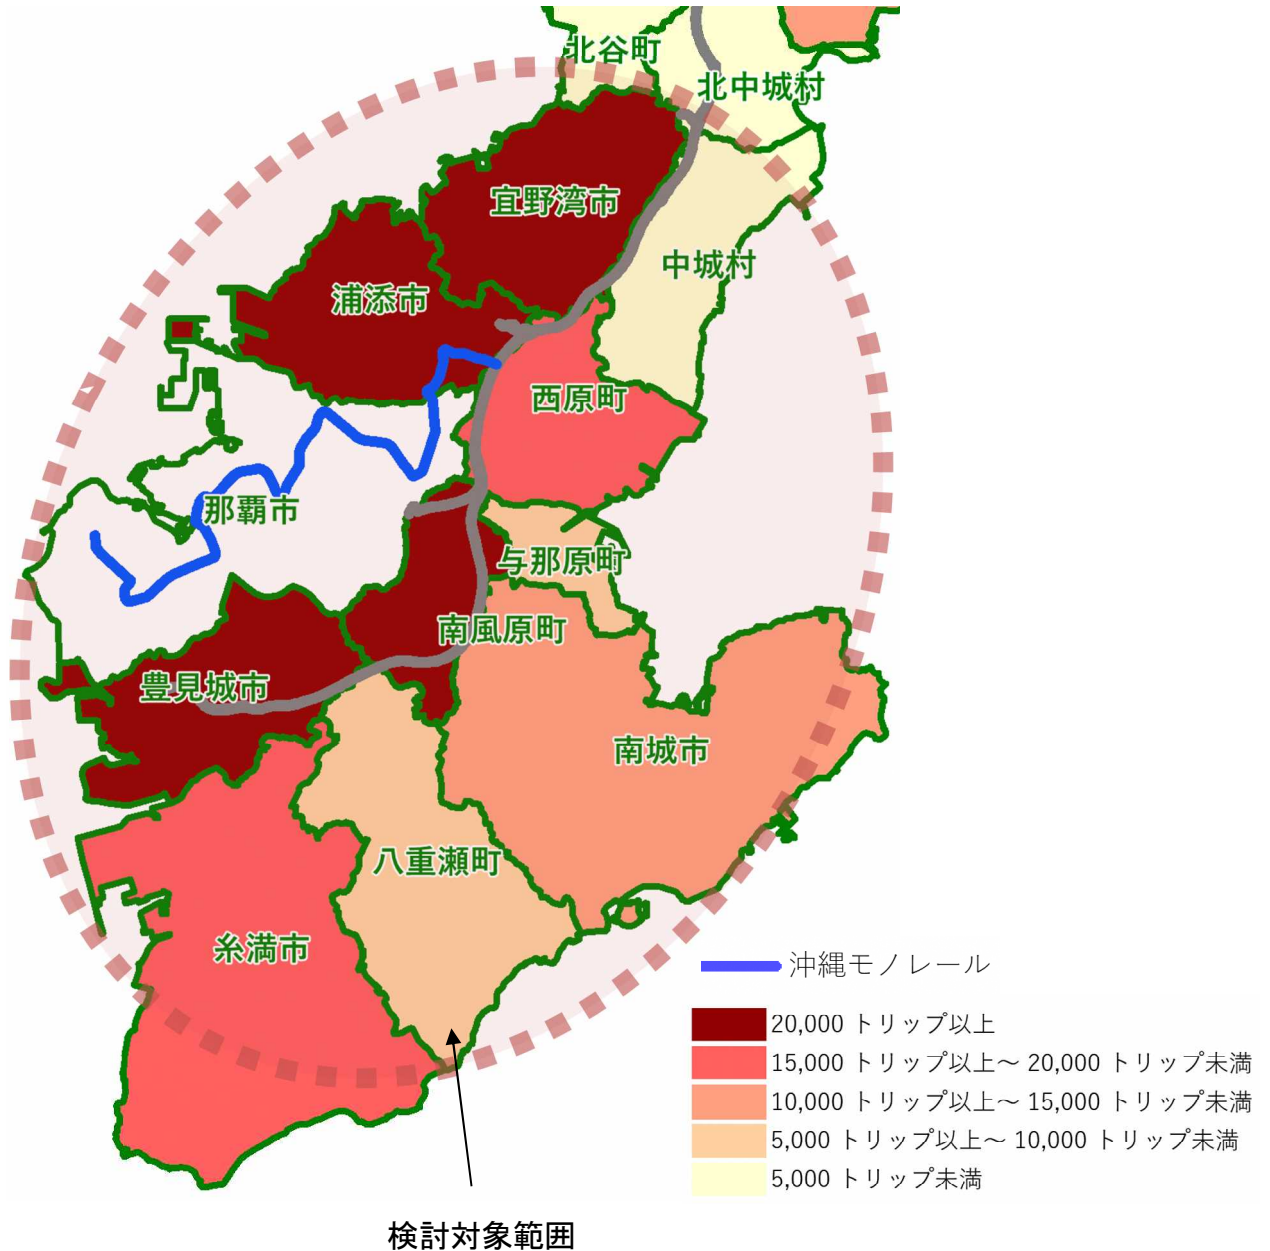 北谷町
北中城村
宜野湾市
中城村
浦添市
西原町
那覇市
与那原町
南風原町
豊見城市
南城市
八重瀬町
糸満市
沖縄モノレール
20,000 トリップ以上
15,000 トリップ以上～ 20,000 トリップ未満
10,000 トリップ以上～ 15,000 トリップ未満
5,000 トリップ以上～ 10,000 トリップ未満
5,000 トリップ未満
検討対象範囲